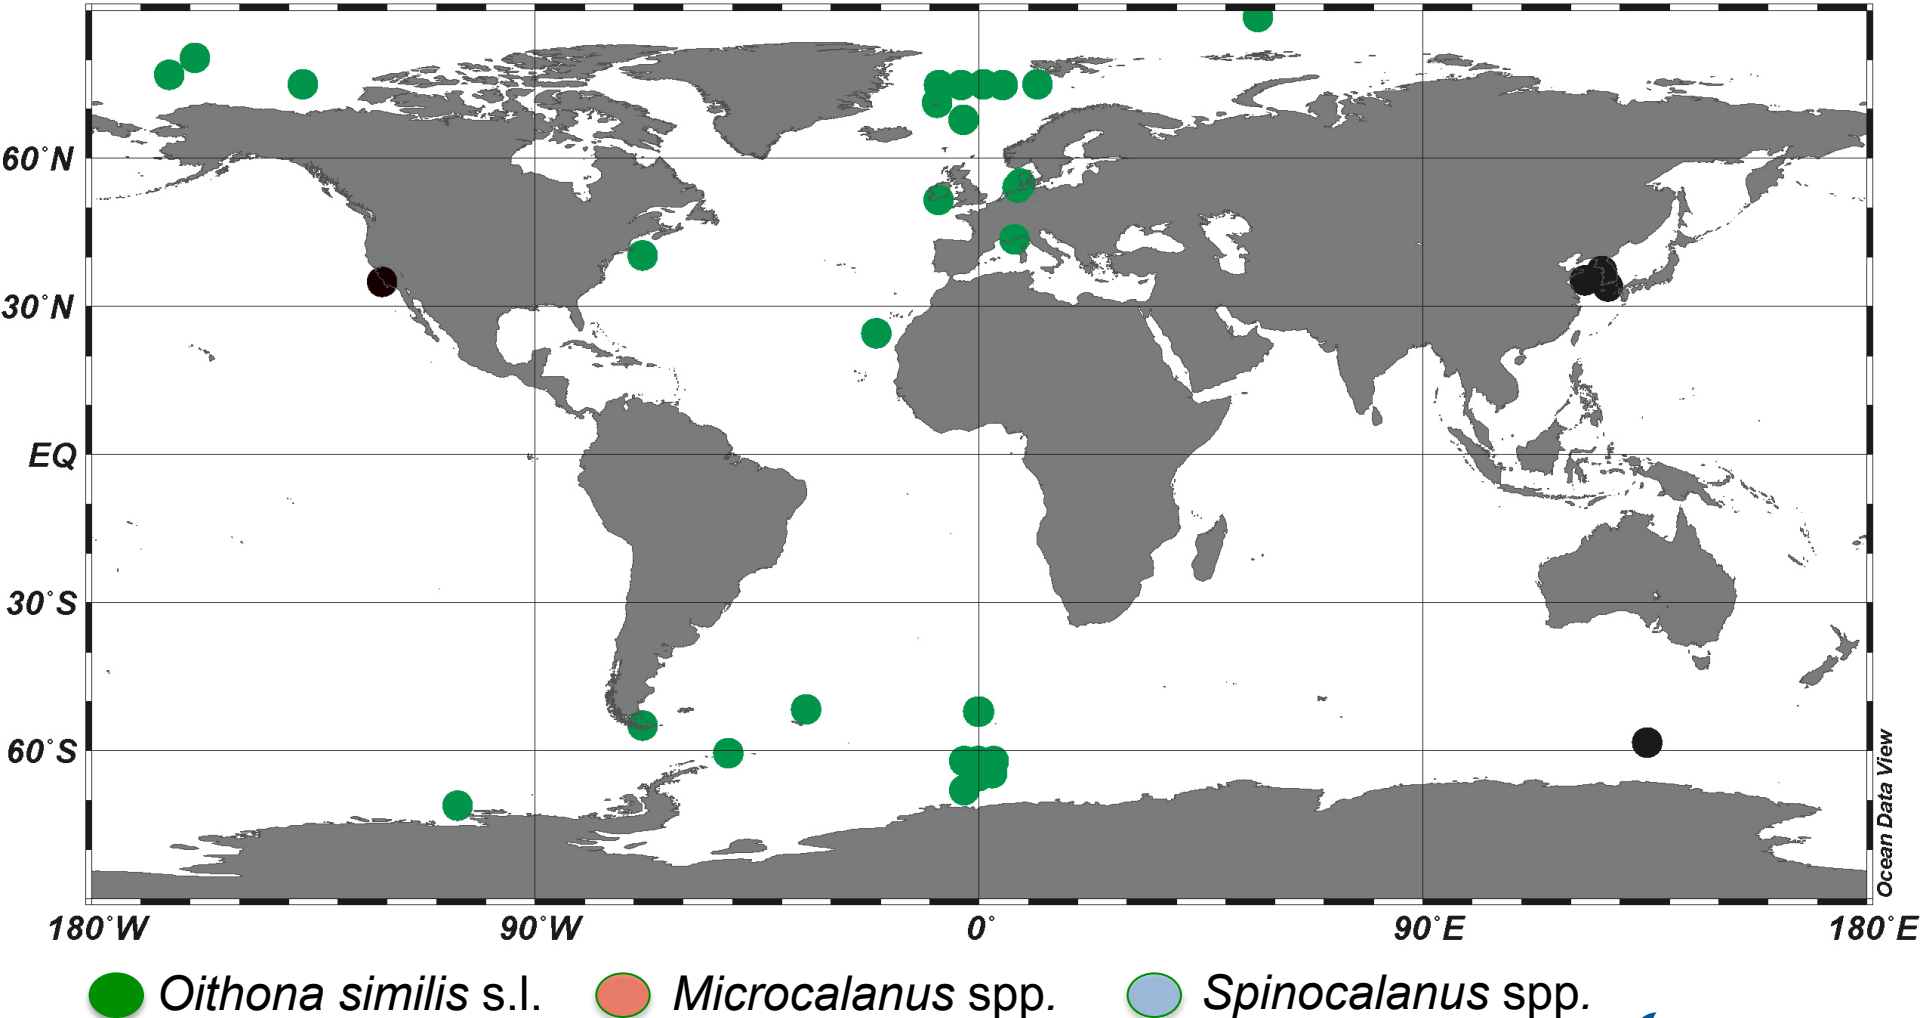 60°N
30°N
EQ
30°S
60°S
180°W
90°W
0°
90°E
180°E
Ocean Data View
Oithona similis s.l.
Microcalanus spp.
Spinocalanus spp.